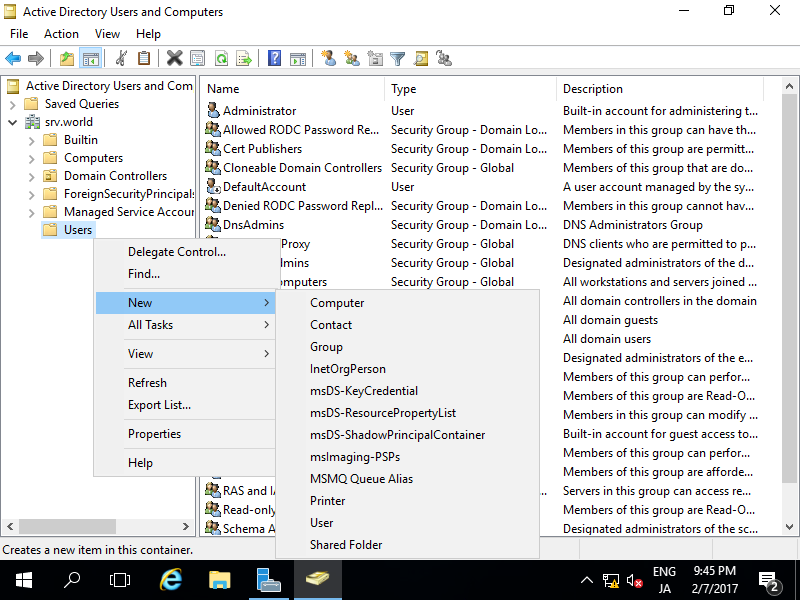 Active Directory Users and Computers
File Action View Help
Active Directory Users and Com
Saved Queries
srv.world
Builtin
Computers
Domain Controllers
ForeignSecurityPrincipals
Managed Service Accour
Users
Name Type Description
Administrator User Built-in account for administering t...
Allowed RODC Password Re... Security Group - Domain Lo... Members in this group can have th...
Cert Publishers Security Group - Domain Lo... Members of this group are permitt...
Cloneable Domain Controllers Security Group - Global Members of this group that are do...
DefaultAccount User A user account managed by the sy...
Denied RODC Password Repl... Security Group - Domain Lo... Members in this group cannot hav...
DnsAdmins Security Group - Domain Lo... DNS Administrators Group
Proxy Security Group - Global DNS clients who are permitted to p...
mins Security Group - Global Designated administrators of the d...
mputers Security Group - Global All workstations and servers joined ...
All domain controllers in the domain
All domain guests
All domain users
Designated administrators of the e...
Members of this group can perfor...
Members of this group are Read-O...
Members in this group can modify ...
Built-in account for guest access to...
Members of this group can perfor...
Members of this group are afforde...
RAS and IA ... Servers in this group can access re...
Read-only Members of this group are Read-O...
Schema A Designated administrators of the sc...
Delegate Control...
Find...
New
All Tasks
View
Refresh
Export List...
Properties
Help
Computer
Contact
Group
InetOrgPerson
msDS-KeyCredential
msDS-ResourcePropertyList
msDS-ShadowPrincipalContainer
msImaging-PSPs
MSMQ Queue Alias
Printer
User
Shared Folder
Creates a new item in this container.
ENG
JA
9:45 PM
2/7/2017
2